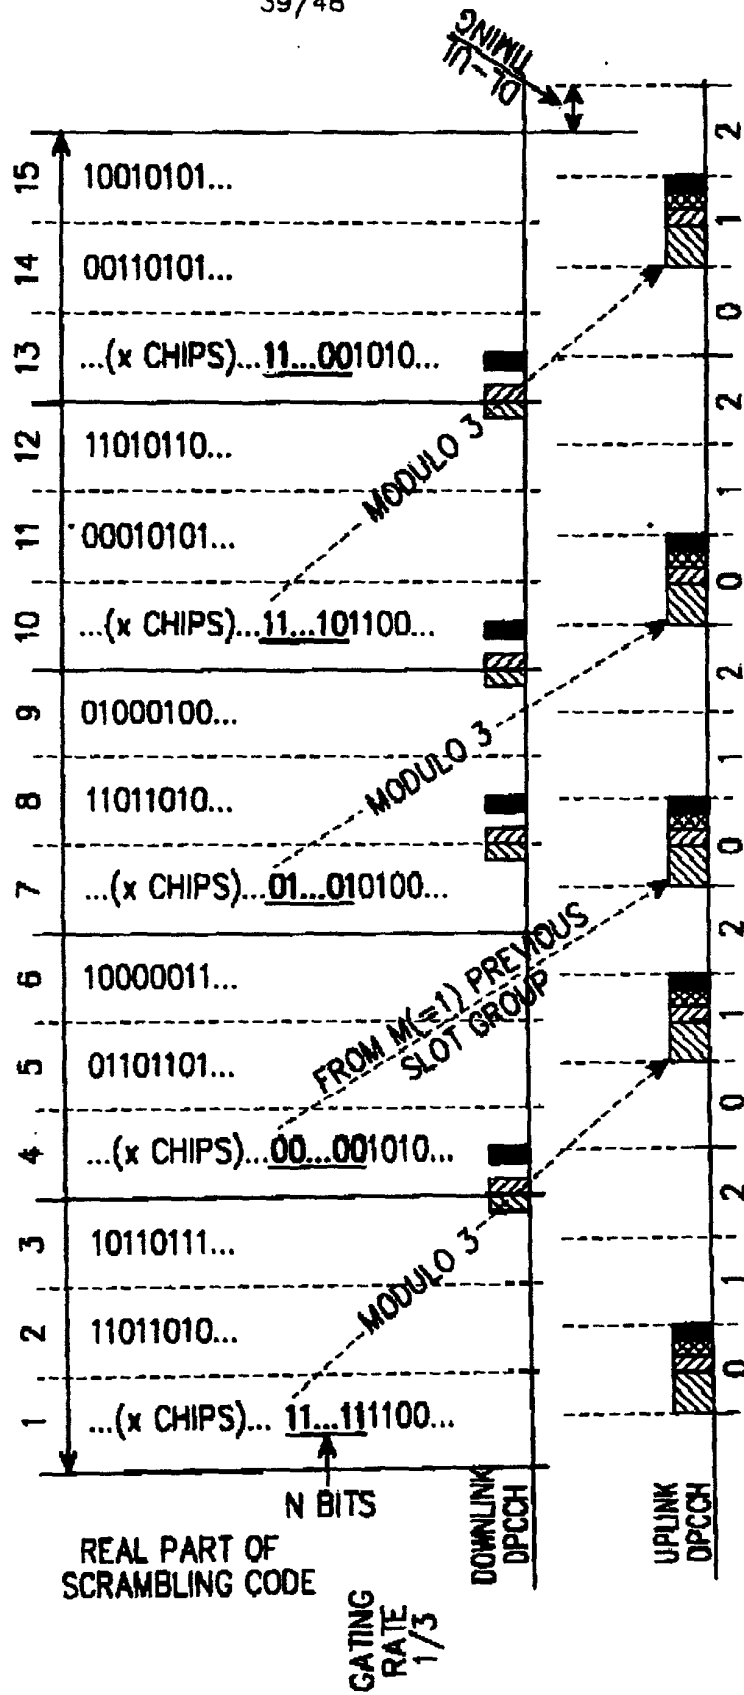 39/48
DL-UL
TIMING
15 10010101...
14 00110101...
13 ...(x CHIPS)...11...001010...
12 11010110...
11 00010101...
10 ...(x CHIPS)...11...101100...
9 01000100...
8 11011010...
7 ...(x CHIPS)...01...010100...
6 10000011...
5 01101101...
4 ...(x CHIPS)...00...001010...
3 10110111...
2 11011010...
1 ...(x CHIPS)... 11...111100...
MODULO 3
MODULO 3
FROM M(=1) PREVIOUS
SLOT GROUP
MODULO 3
2
1
0
2
1
0
2
1
0
2
1
0
2
1
0
N BITS
REAL PART OF
SCRAMBLING CODE
GATING
RATE
1/3
DOWNLINK
DPCCH
UPLINK
DPCCH